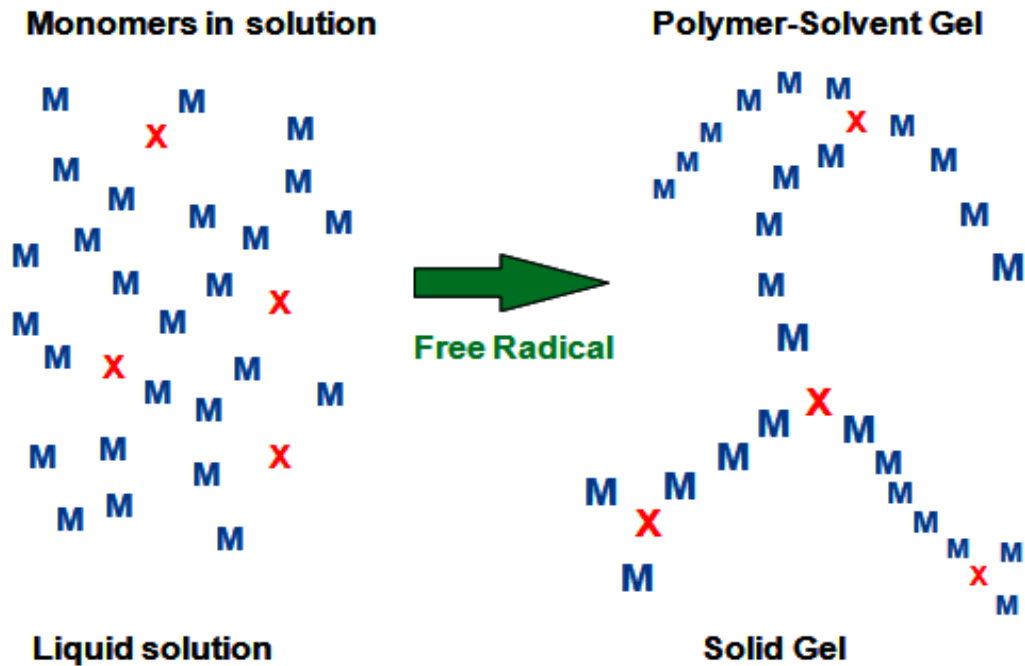 Monomers in solution
Polymer-Solvent Gel
M M M M M M M M M M M M M M M M M M M M M M M M M M M M
X X X X
Free Radical
M M M M M M M M M M M M M M M M M M M M M M M M M M M M
X X X X
Liquid solution
Solid Gel